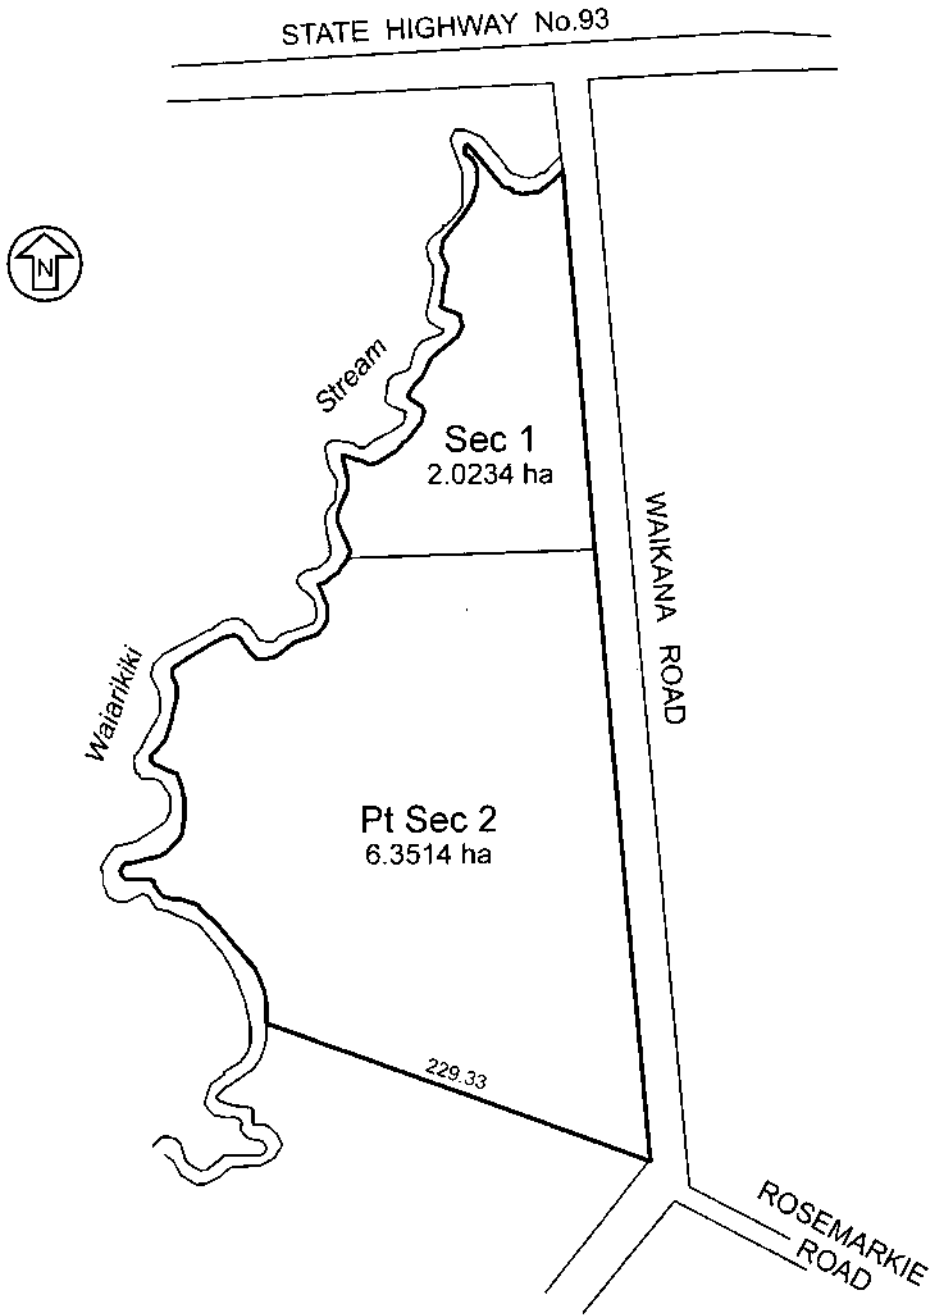 STATE HIGHWAY No.93
N
Stream
Sec 1
2.0234 ha
WAIKANA ROAD
Waiarikiki
Pt Sec 2
6.3514 ha
229.33
ROSEMARKIE
ROAD